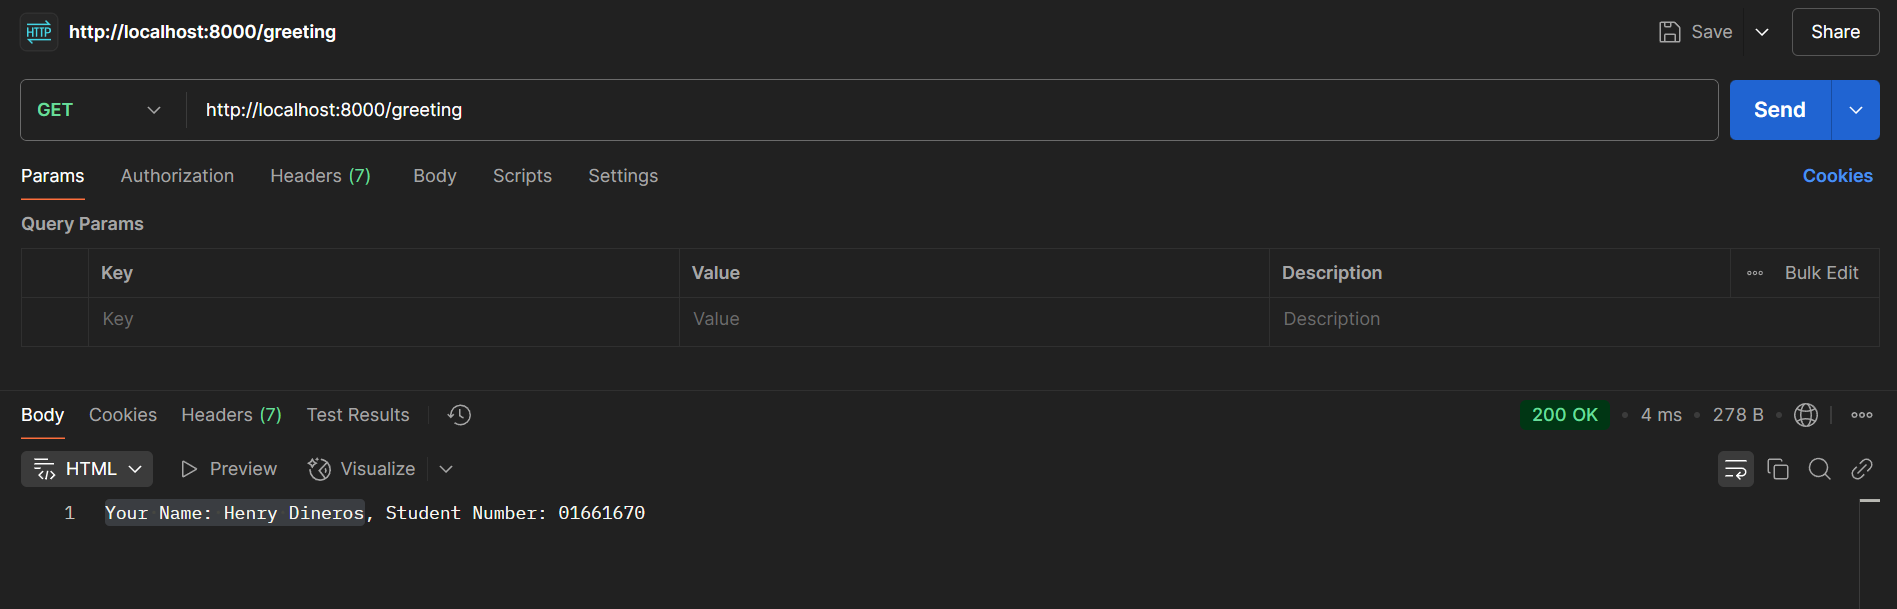 HTTP http://localhost:8000/greeting Save Share
GET http://localhost:8000/greeting Send
Params Authorization Headers (7) Body Scripts Settings Cookies
Query Params
Key Value Description Bulk Edit
Key Value Description
Body Cookies Headers (7) Test Results 200 OK • 4 ms • 278 B •
HTML Preview Visualize
1 Your Name: Henry Dineros, Student Number: 01661670